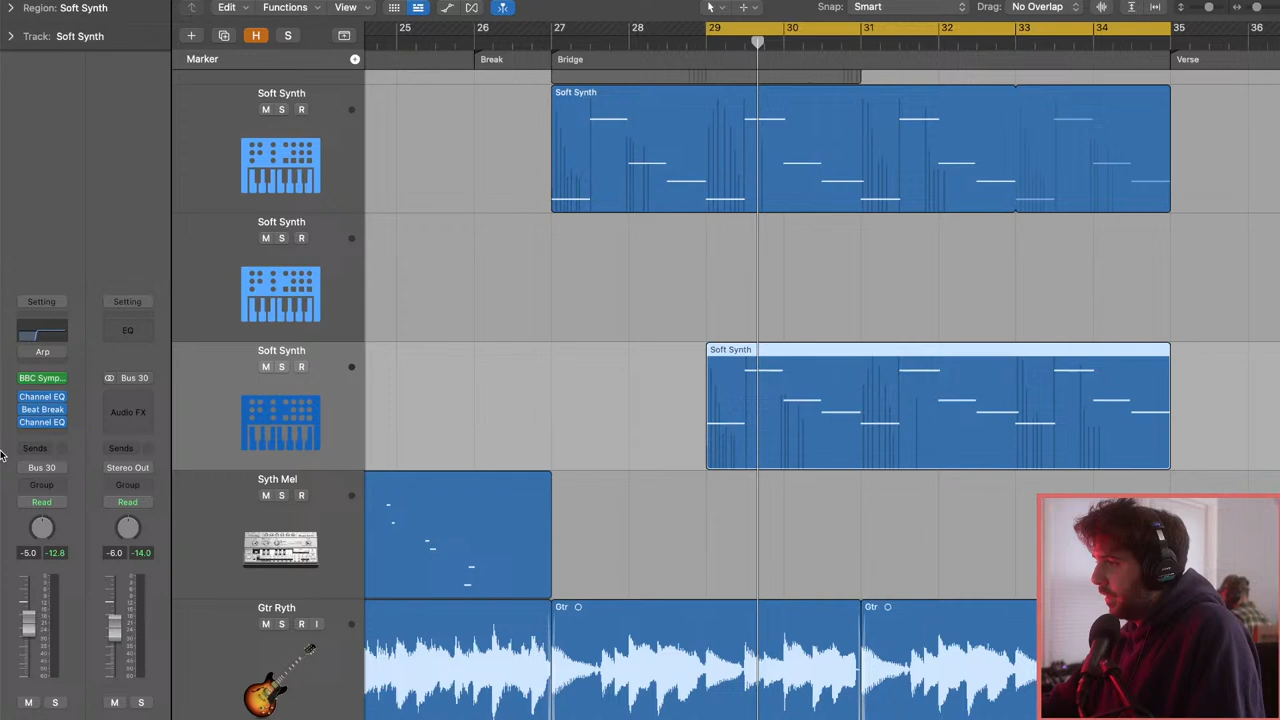 Region: Soft Synth
Edit Functions View Snap: Smart Drag: No Overlap
Track: Soft Synth
H S
25 26 27 28 29 30 31 32 33 34 35 36
Marker Break Bridge Verse
Soft Synth
M S R
Soft Synth
Soft Synth
M S R
Soft Synth
M S R
Soft Synth
Setting Setting
EQ
Arp
BBC Symp... Bus 30
Channel EQ
Beat Break Audio FX
Channel EQ
Sends Sends
Bus 30 Stereo Out
Group Group
Read Read
-5.0 -12.8 -6.0 -14.0
M S M S
Syth Mel
M S R
Gtr Ryth
M S R I
Gtr Gtr